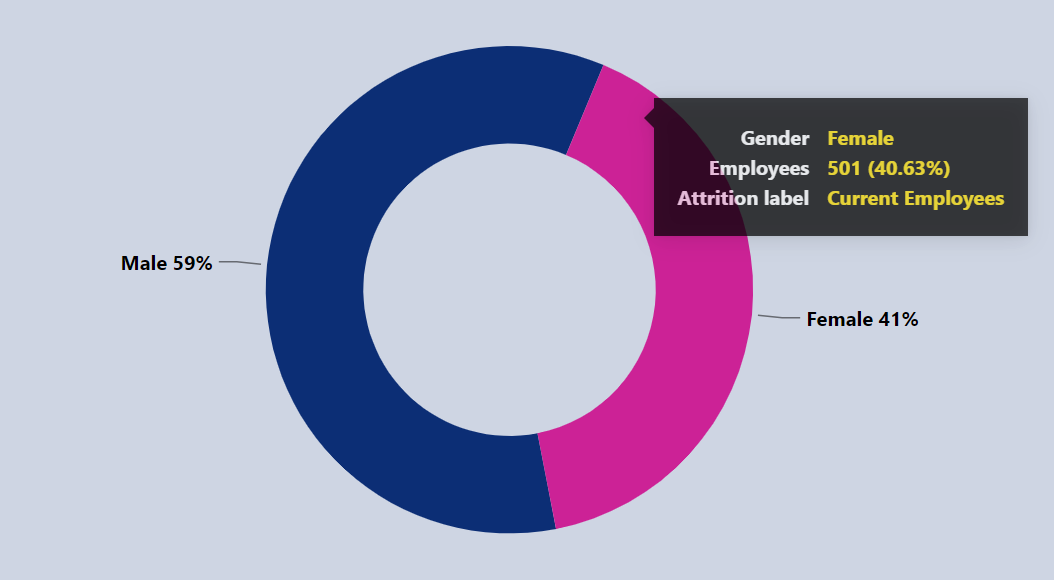 Gender Female
Employees 501 (40.63%)
Attrition label Current Employees
Male 59%
Female 41%